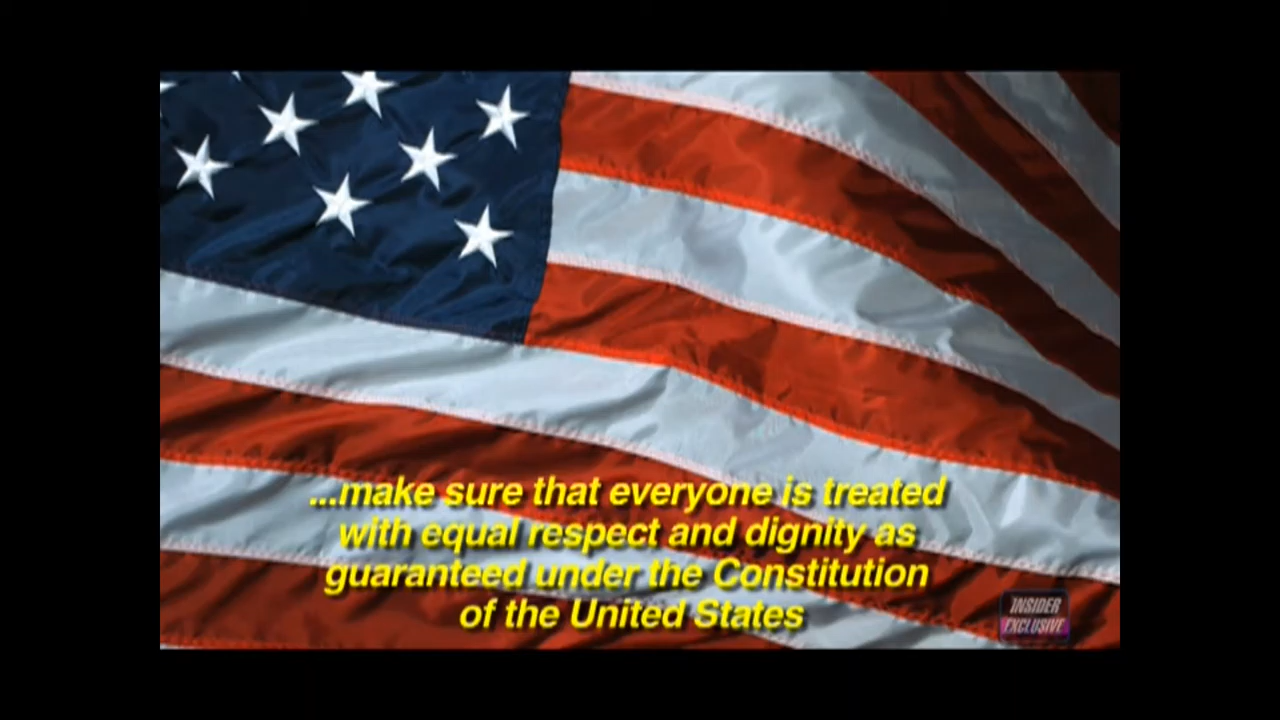 ...make sure that everyone is treated
with equal respect and dignity as
guaranteed under the Constitution
of the United States
INSIDER
EXCLUSIVE